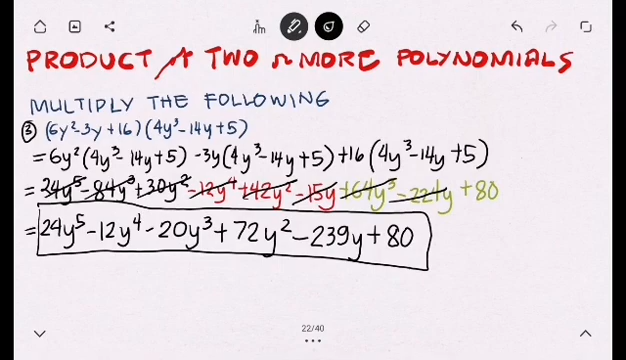 PRODUCT OF TWO OR MORE POLYNOMIALS
MULTIPLY THE FOLLOWING
③ (6y²-3y+16)(4y³-14y+5)
=6y²(4y³-14y+5) -3y(4y³-14y+5)+16(4y³-14y+5)
=24y⁵-84y³+30y²-12y⁴+42y²-15y+64y³-224y+80
=24y⁵-12y⁴-20y³+72y²-239y+80
22/40